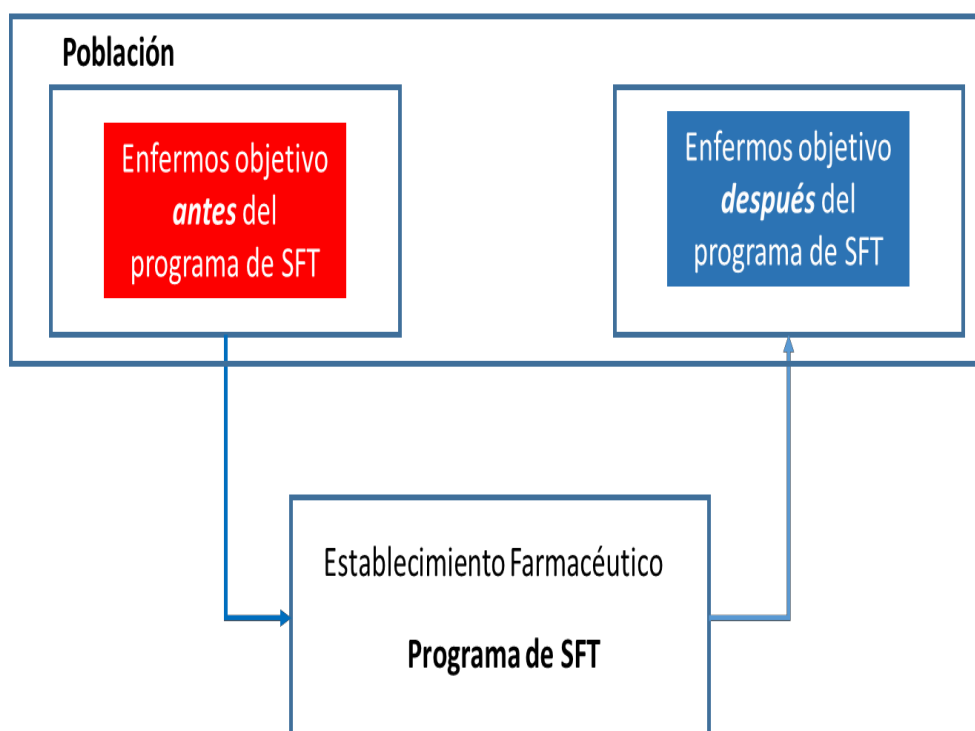 Población
Enfermos objetivo
antes del
programa de SFT
Enfermos objetivo
después del
programa de SFT
Establecimiento Farmacéutico
Programa de SFT